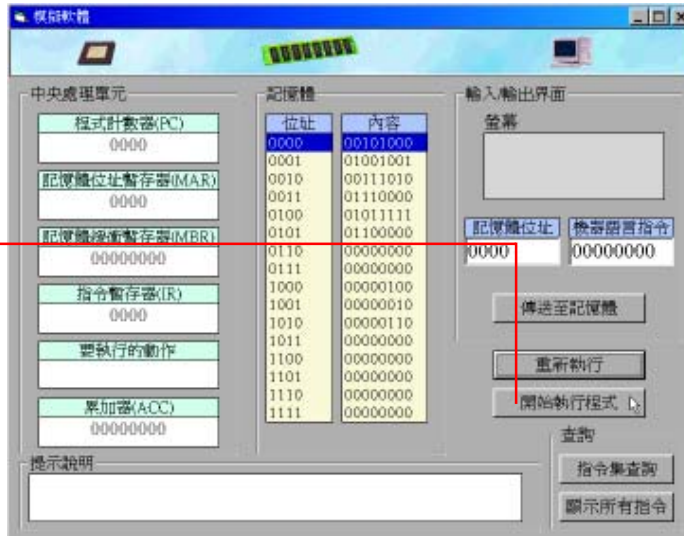 模擬軟體
中央處理單元
程式計數器(PC)
0000
記憶體位址暫存器(MAR)
0000
記憶體緩衝暫存器(MBR)
00000000
指令暫存器(IR)
0000
要執行的動作
累加器(ACC)
00000000
記憶體
位址 內容
0000 00101000
0001 01001001
0010 00111010
0011 01110000
0100 01011111
0101 01100000
0110 00000000
0111 00000000
1000 00000100
1001 00000010
1010 00000110
1011 00000000
1100 00000000
1101 00000000
1110 00000000
1111 00000000
輸入/輸出界面
螢幕
記憶體位址 機器語言指令
0000 00000000
傳送至記憶體
重新執行
開始執行程式
查詢
指令集查詢
顯示所有指令
提示說明